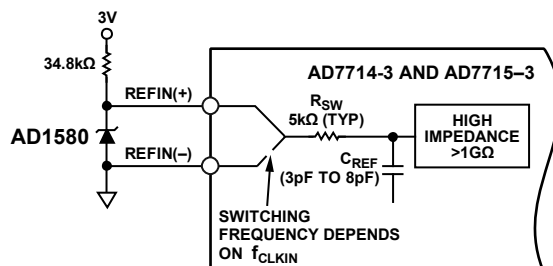 3V
34.8kΩ
AD7714-3 AND AD7715–3
REFIN(+)
RSW
5kΩ (TYP)
HIGH
IMPEDANCE
>1GΩ
AD1580
REFIN(–)
CREF
(3pF TO 8pF)
SWITCHING
FREQUENCY DEPENDS
ON fCLKIN